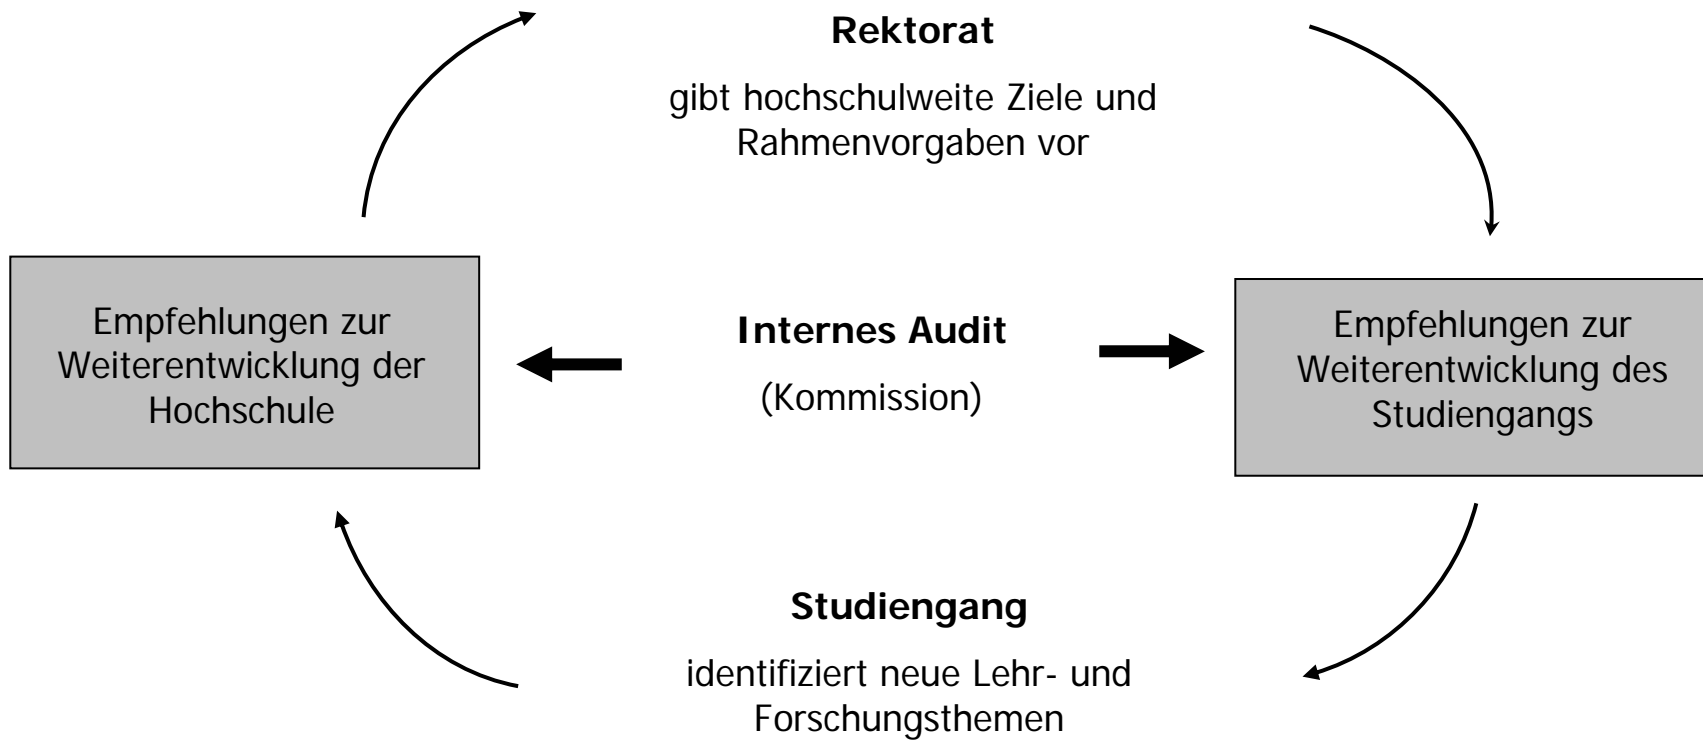 Rektorat
gibt hochschulweite Ziele und
Rahmenvorgaben vor
Empfehlungen zur
Weiterentwicklung der
Hochschule
Internes Audit
(Kommission)
Empfehlungen zur
Weiterentwicklung des
Studiengangs
Studiengang
identifiziert neue Lehr- und
Forschungsthemen